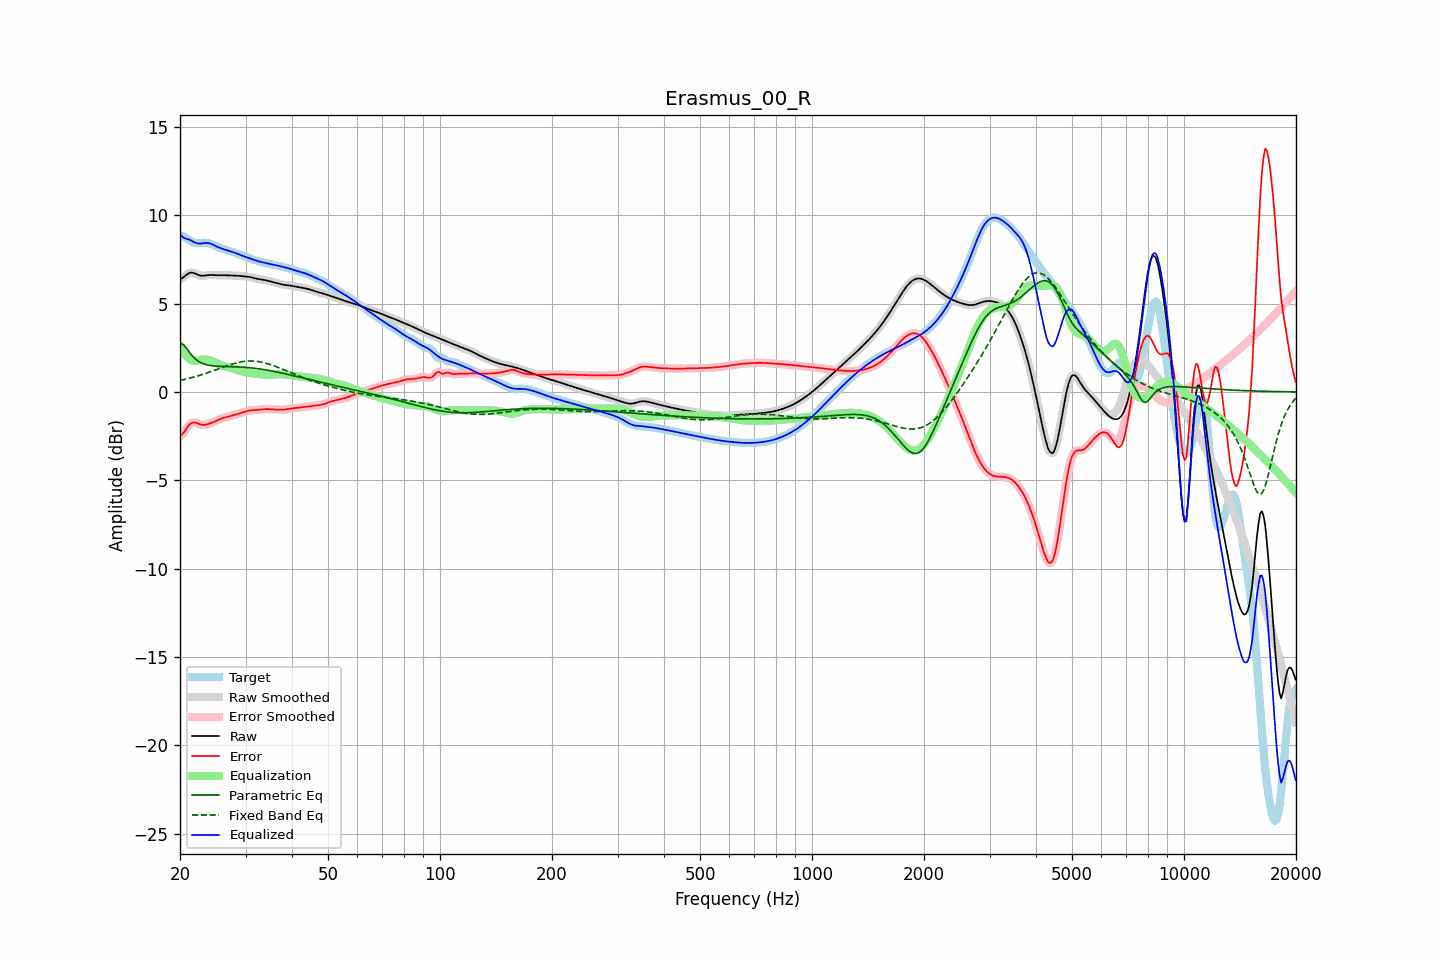 Erasmus_00_R
15
10
5
0
−5
−10
−15
−20
−25
Amplitude (dBr)
Target
Raw Smoothed
Error Smoothed
Raw
Error
Equalization
Parametric Eq
Fixed Band Eq
Equalized
20 50 100 200 500 1000 2000 5000 10000 20000
Frequency (Hz)